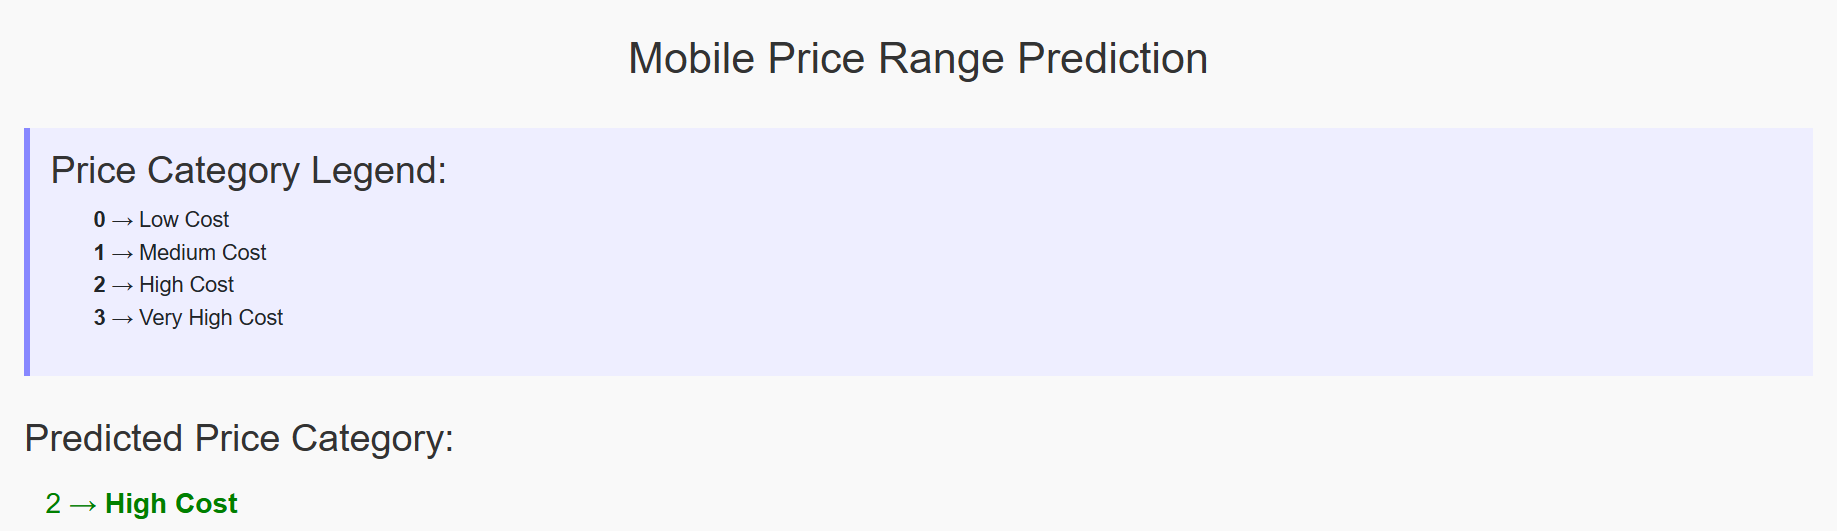 Mobile Price Range Prediction
Price Category Legend:
0 → Low Cost
1 → Medium Cost
2 → High Cost
3 → Very High Cost
Predicted Price Category:
2 → High Cost